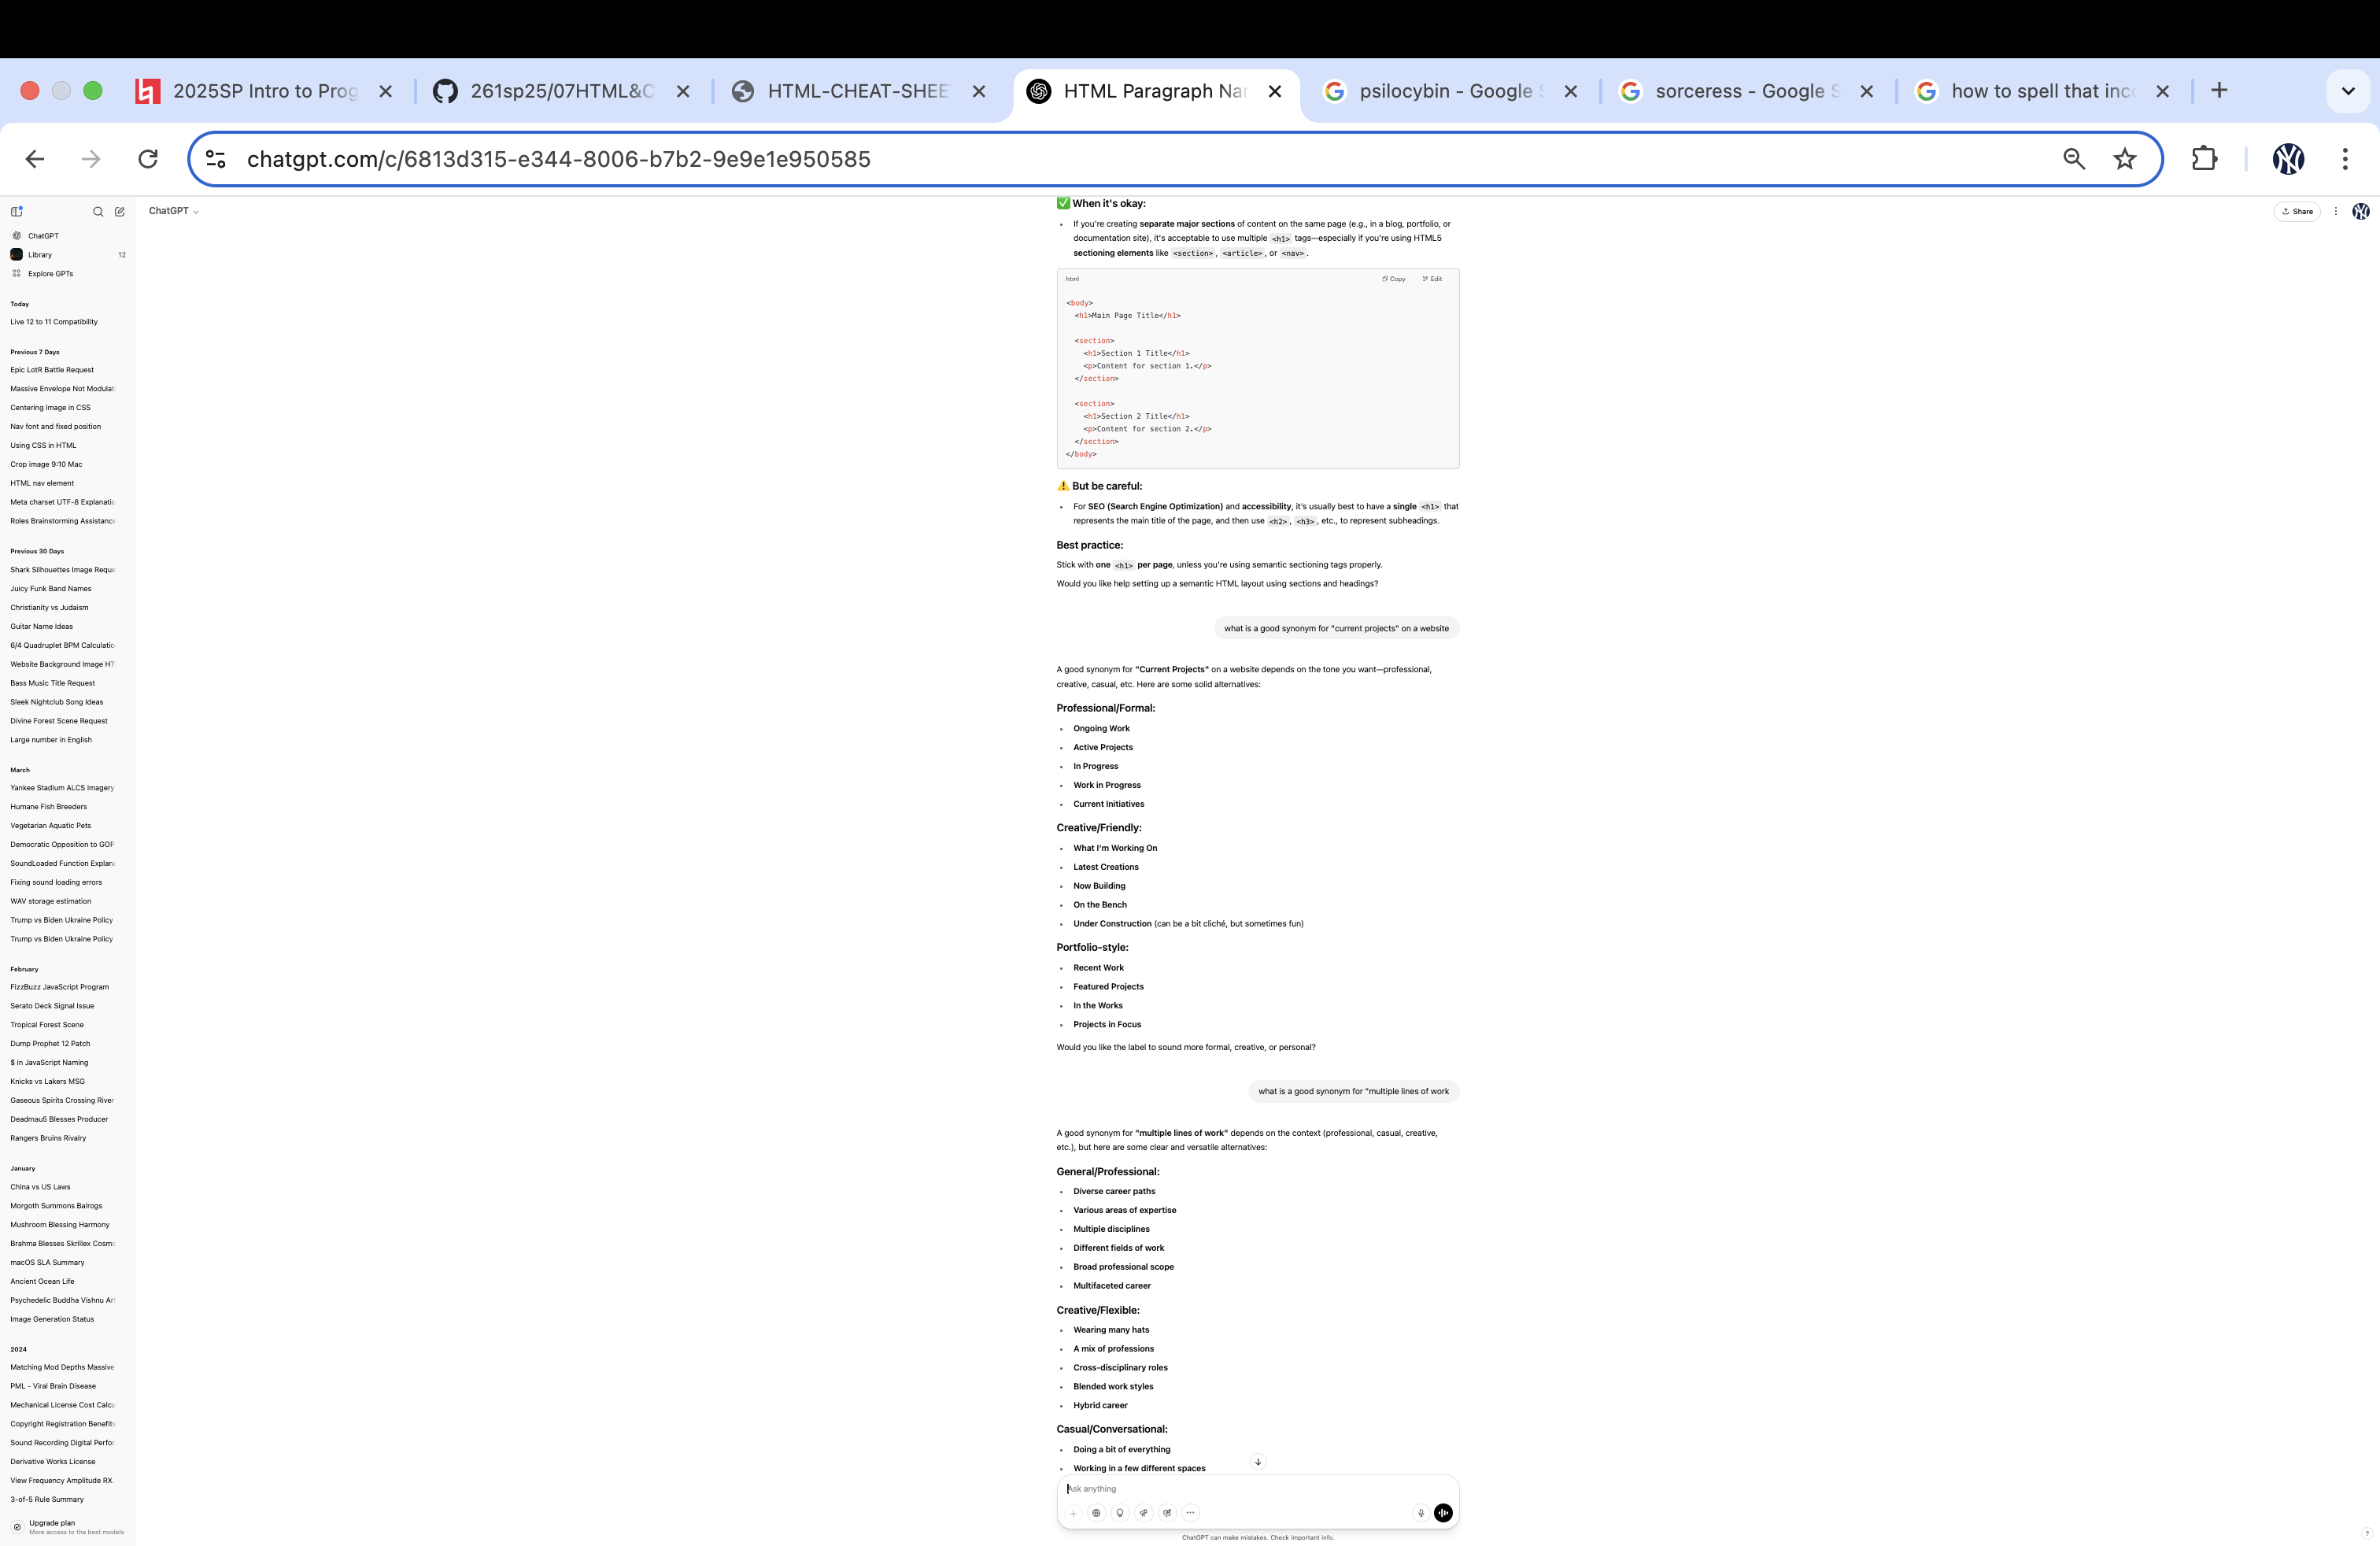 2025SP Intro to Prog
261sp25/07HTML&C
HTML-CHEAT-SHEE
HTML Paragraph Nar
psilocybin - Google S
sorceress - Google S
how to spell that inc
chatgpt.com/c/6813d315-e344-8006-b7b2-9e9e1e950585
ChatGPT
Library 12
Explore GPTs
Today
Live 12 to 11 Compatibility
Previous 7 Days
Epic LotR Battle Request
Massive Envelope Not Modulat
Centering Image in CSS
Nav font and fixed position
Using CSS in HTML
Crop image 9:10 Mac
HTML nav element
Meta charset UTF-8 Explanatio
Roles Brainstorming Assistance
Previous 30 Days
Shark Silhouettes Image Reque
Juicy Funk Band Names
Christianity vs Judaism
Guitar Name Ideas
6/4 Quadruplet BPM Calculatio
Website Background Image HT
Bass Music Title Request
Sleek Nightclub Song Ideas
Divine Forest Scene Request
Large number in English
March
Yankee Stadium ALCS Imagery
Humane Fish Breeders
Vegetarian Aquatic Pets
Democratic Opposition to GOP
SoundLoaded Function Explana
Fixing sound loading errors
WAV storage estimation
Trump vs Biden Ukraine Policy
Trump vs Biden Ukraine Policy
February
FizzBuzz JavaScript Program
Serato Deck Signal Issue
Tropical Forest Scene
Dump Prophet 12 Patch
$ in JavaScript Naming
Knicks vs Lakers MSG
Gaseous Spirits Crossing River
Deadmau5 Blesses Producer
Rangers Bruins Rivalry
January
China vs US Laws
Morgoth Summons Balrogs
Mushroom Blessing Harmony
Brahma Blesses Skrillex Cosmo
macOS SLA Summary
Ancient Ocean Life
Psychedelic Buddha Vishnu Art
Image Generation Status
2024
Matching Mod Depths Massive
PML - Viral Brain Disease
Mechanical License Cost Calcu
Copyright Registration Benefits
Sound Recording Digital Perfor
Derivative Works License
View Frequency Amplitude RX
3-of-5 Rule Summary
Upgrade plan
More access to the best models
ChatGPT
Share
When it's okay:
• If you're creating separate major sections of content on the same page (e.g., in a blog, portfolio, or
documentation site), it's acceptable to use multiple <h1> tags—especially if you're using HTML5
sectioning elements like <section>, <article>, or <nav>.
html Copy Edit
<body>
<h1>Main Page Title</h1>
<section>
<h1>Section 1 Title</h1>
<p>Content for section 1.</p>
</section>
<section>
<h1>Section 2 Title</h1>
<p>Content for section 2.</p>
</section>
</body>
But be careful:
• For SEO (Search Engine Optimization) and accessibility, it's usually best to have a single <h1> that
represents the main title of the page, and then use <h2>, <h3>, etc., to represent subheadings.
Best practice:
Stick with one <h1> per page, unless you're using semantic sectioning tags properly.
Would you like help setting up a semantic HTML layout using sections and headings?
what is a good synonym for "current projects" on a website
A good synonym for "Current Projects" on a website depends on the tone you want—professional,
creative, casual, etc. Here are some solid alternatives:
Professional/Formal:
• Ongoing Work
• Active Projects
• In Progress
• Work in Progress
• Current Initiatives
Creative/Friendly:
• What I'm Working On
• Latest Creations
• Now Building
• On the Bench
• Under Construction (can be a bit cliché, but sometimes fun)
Portfolio-style:
• Recent Work
• Featured Projects
• In the Works
• Projects in Focus
Would you like the label to sound more formal, creative, or personal?
what is a good synonym for "multiple lines of work
A good synonym for "multiple lines of work" depends on the context (professional, casual, creative,
etc.), but here are some clear and versatile alternatives:
General/Professional:
• Diverse career paths
• Various areas of expertise
• Multiple disciplines
• Different fields of work
• Broad professional scope
• Multifaceted career
Creative/Flexible:
• Wearing many hats
• A mix of professions
• Cross-disciplinary roles
• Blended work styles
• Hybrid career
Casual/Conversational:
• Doing a bit of everything
• Working in a few different spaces
Ask anything
ChatGPT can make mistakes. Check important info.
?